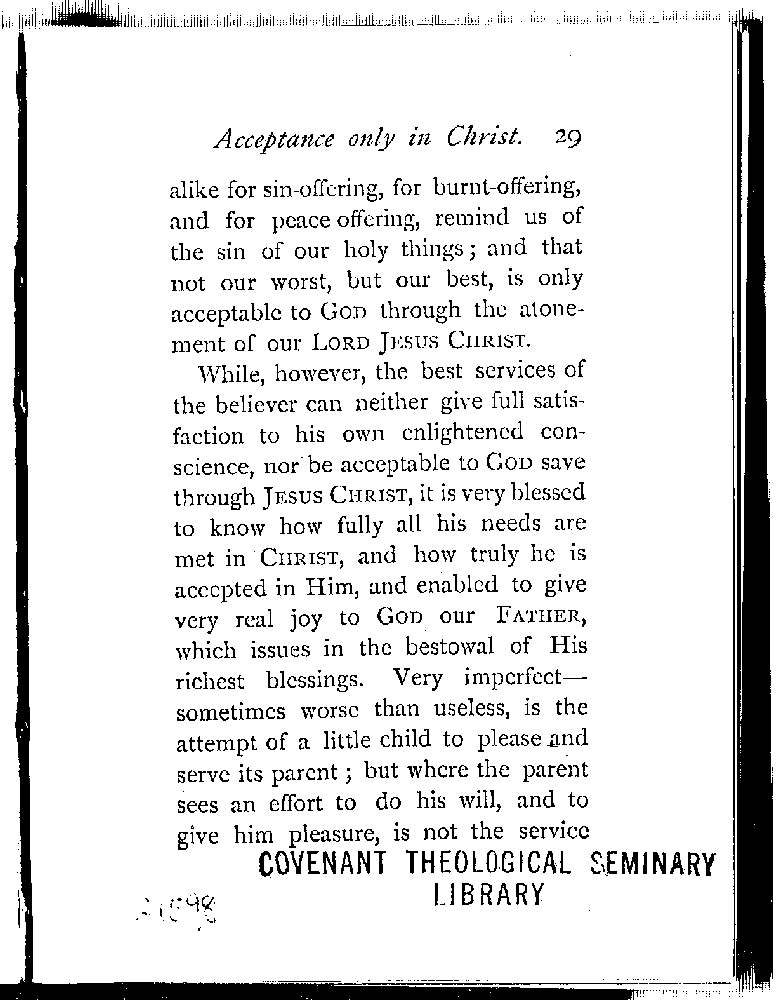 Acceptance only in Christ. 29
alike for sin-offering, for burnt-offering,
and for peace offering, remind us of
the sin of our holy things; and that
not our worst, but our best, is only
acceptable to GOD through the atone-
ment of our LORD JESUS CHRIST.
While, however, the best services of
the believer can neither give full satis-
faction to his own enlightened con-
science, nor be acceptable to GOD save
through JESUS CHRIST, it is very blessed
to know how fully all his needs are
met in CHRIST, and how truly he is
accepted in Him, and enabled to give
very real joy to GOD our FATHER,
which issues in the bestowal of His
richest blessings. Very imperfect—
sometimes worse than useless, is the
attempt of a little child to please and
serve its parent; but where the parent
sees an effort to do his will, and to
give him pleasure, is not the service
COVENANT THEOLOGICAL SEMINARY
LIBRARY